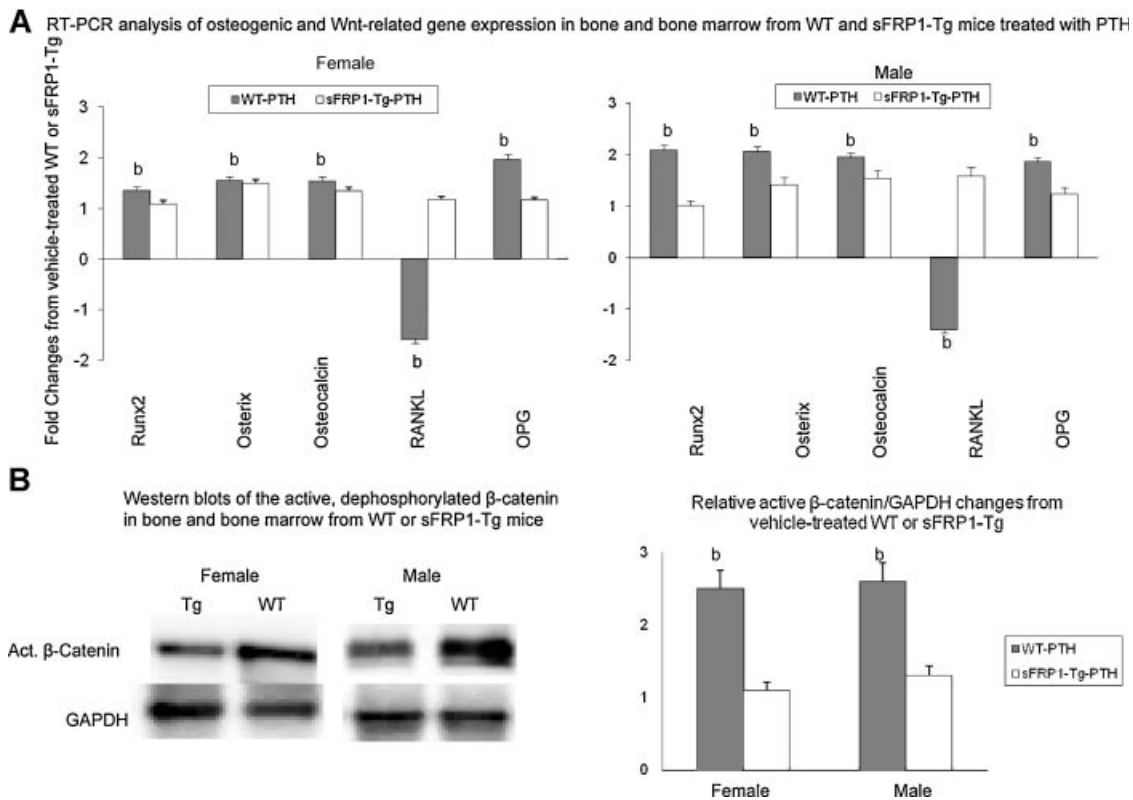 A RT-PCR analysis of osteogenic and Wnt-related gene expression in bone and bone marrow from WT and sFRP1-Tg mice treated with PTH
Fold Changes from vehicle-treated WT or sFRP1-Tg
Female
WT-PTH sFRP1-Tg-PTH
3
2
1
0
-1
-2
b b b b b
Runx2 Osterix Osteocalcin RANKL OPG
Male
WT-PTH sFRP1-Tg-PTH
3
2
1
0
-1
-2
b b b b b
Runx2 Osterix Osteocalcin RANKL OPG
B
Western blots of the active, dephosphorylated β-catenin
in bone and bone marrow from WT or sFRP1-Tg mice
Female Male
Tg WT Tg WT
Act. β-Catenin
GAPDH
Relative active β-catenin/GAPDH changes from
vehicle-treated WT or sFRP1-Tg
3
2
1
0
b b
WT-PTH
sFRP1-Tg-PTH
Female Male